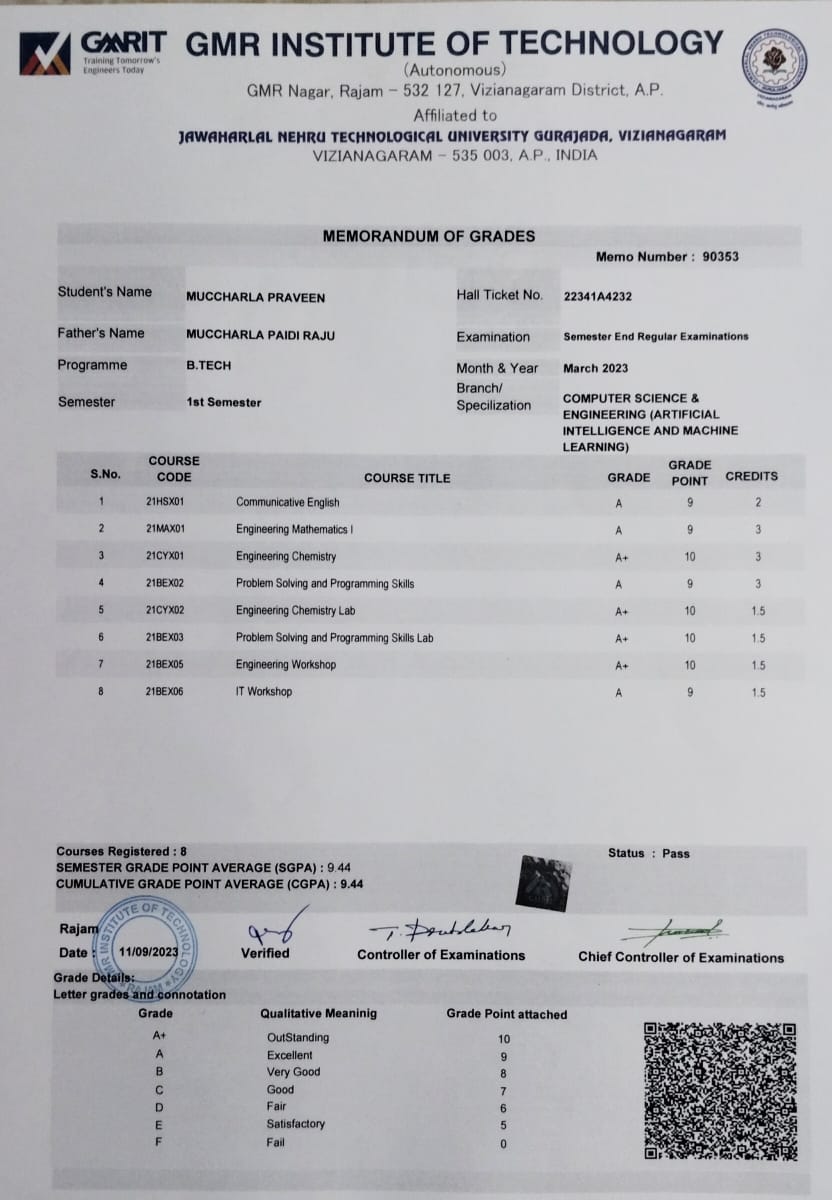 GMRIT
Training Tomorrow's
Engineers Today
GMR INSTITUTE OF TECHNOLOGY
(Autonomous)
GMR Nagar, Rajam – 532 127, Vizianagaram District, A.P.
Affiliated to
JAWAHARLAL NEHRU TECHNOLOGICAL UNIVERSITY GURAJADA, VIZIANAGARAM
VIZIANAGARAM – 535 003, A.P., INDIA
MEMORANDUM OF GRADES
Memo Number : 90353
Student's Name MUCCHARLA PRAVEEN Hall Ticket No. 22341A4232
Father's Name MUCCHARLA PAIDI RAJU Examination Semester End Regular Examinations
Programme B.TECH Month & Year March 2023
Semester 1st Semester Branch/
Specilization COMPUTER SCIENCE &
ENGINEERING (ARTIFICIAL
INTELLIGENCE AND MACHINE
LEARNING)
S.No. COURSE CODE COURSE TITLE GRADE GRADE POINT CREDITS
1 21HSX01 Communicative English A 9 2
2 21MAX01 Engineering Mathematics I A 9 3
3 21CYX01 Engineering Chemistry A+ 10 3
4 21BEX02 Problem Solving and Programming Skills A 9 3
5 21CYX02 Engineering Chemistry Lab A+ 10 1.5
6 21BEX03 Problem Solving and Programming Skills Lab A+ 10 1.5
7 21BEX05 Engineering Workshop A+ 10 1.5
8 21BEX06 IT Workshop A 9 1.5
Courses Registered : 8 Status : Pass
SEMESTER GRADE POINT AVERAGE (SGPA) : 9.44
CUMULATIVE GRADE POINT AVERAGE (CGPA) : 9.44
Rajam
Date : 11/09/2023 Verified Controller of Examinations Chief Controller of Examinations
INSTITUTE OF TECHNOLOGY
RAJAM
Grade Details:
Letter grades and connotation
Grade Qualitative Meaninig Grade Point attached
A+ OutStanding 10
A Excellent 9
B Very Good 8
C Good 7
D Fair 6
E Satisfactory 5
F Fail 0